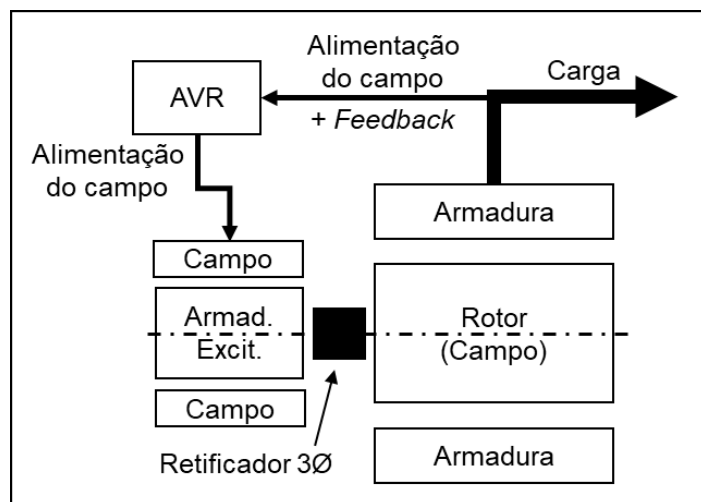 Alimentação
do campo
Carga
AVR
+ Feedback
Alimentação
do campo
Armadura
Campo
Armad.
Excit.
Rotor
(Campo)
Campo
Retificador 3Ø
Armadura